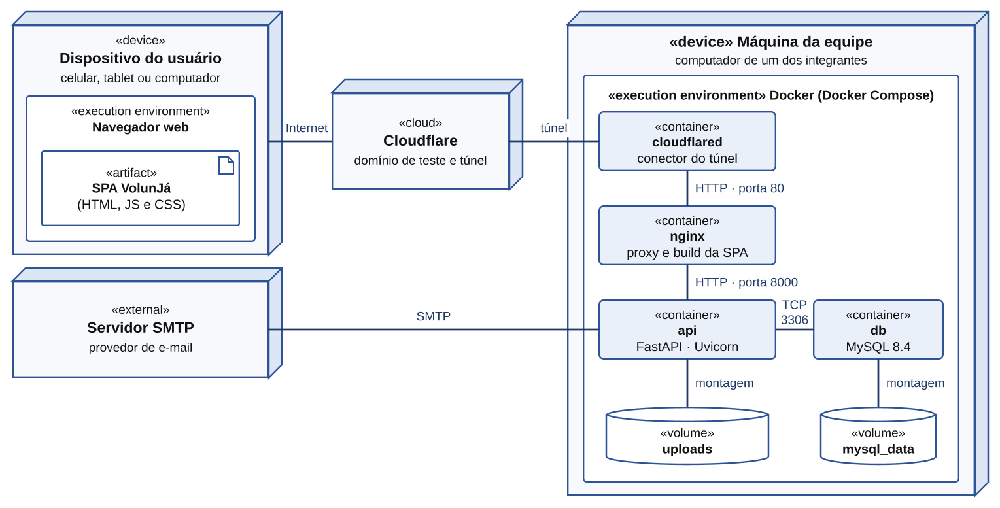 «device»
Dispositivo do usuário
celular, tablet ou computador
«execution environment»
Navegador web
«artifact»
SPA VolunJá
(HTML, JS e CSS)
Internet
«cloud»
Cloudflare
domínio de teste e túnel
túnel
«device» Máquina da equipe
computador de um dos integrantes
«execution environment» Docker (Docker Compose)
«container»
cloudflared
conector do túnel
HTTP · porta 80
«container»
nginx
proxy e build da SPA
HTTP · porta 8000
«external»
Servidor SMTP
provedor de e-mail
SMTP
«container»
api
FastAPI · Uvicorn
TCP
3306
«container»
db
MySQL 8.4
montagem
montagem
«volume»
uploads
«volume»
mysql_data